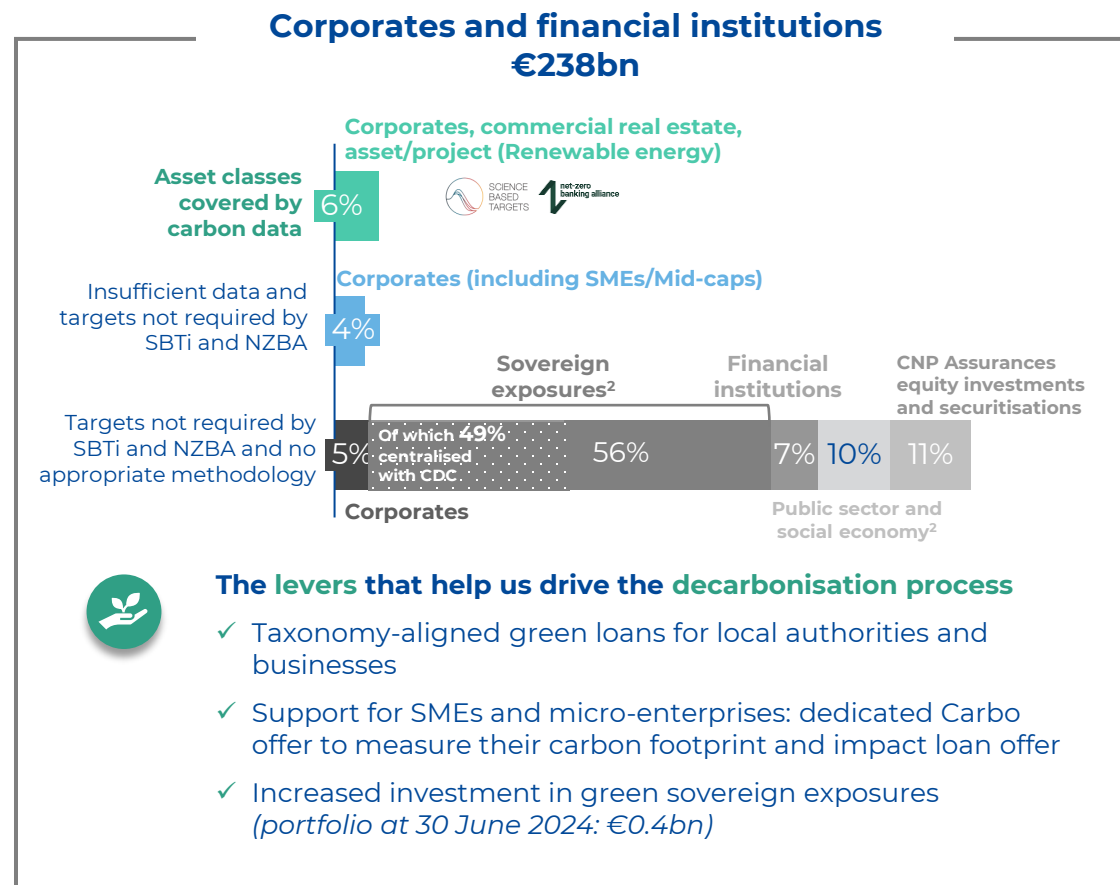 Corporates and financial institutions
€238bn
Corporates, commercial real estate,
asset/project (Renewable energy)
Asset classes
covered by
carbon data
6%
SCIENCE
BASED
TARGETS
net-zero
banking alliance
Corporates (including SMEs/Mid-caps)
Insufficient data and
targets not required by
SBTi and NZBA
4%
Sovereign
exposures²
Financial
institutions
CNP Assurances
equity investments
and securitisations
Targets not required by
SBTi and NZBA and no
appropriate methodology
5%
Of which 49%
centralised
with CDC
56%
7%
10%
11%
Corporates
Public sector and
social economy²
The levers that help us drive the decarbonisation process
✓ Taxonomy-aligned green loans for local authorities and
businesses
✓ Support for SMEs and micro-enterprises: dedicated Carbo
offer to measure their carbon footprint and impact loan offer
✓ Increased investment in green sovereign exposures
(portfolio at 30 June 2024: €0.4bn)